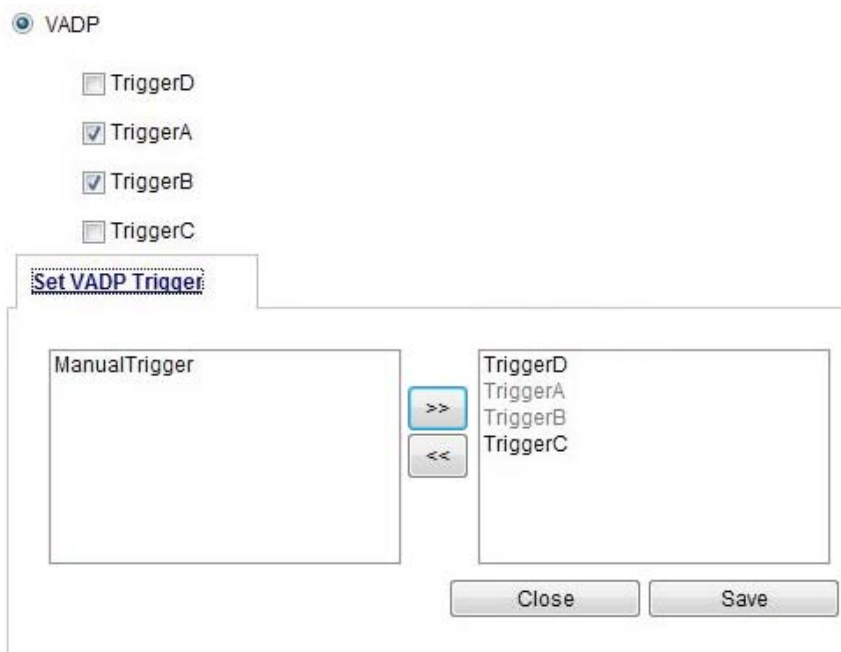 VADP
TriggerD
TriggerA
TriggerB
TriggerC
Set VADP Trigger
ManualTrigger
>>
<<
TriggerD
TriggerA
TriggerB
TriggerC
Close
Save